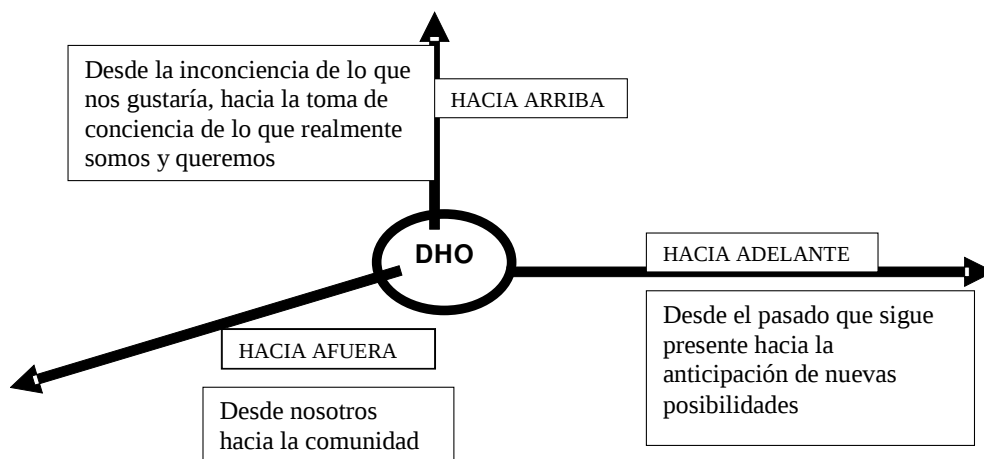 Desde la inconciencia de lo que
nos gustaría, hacia la toma de
conciencia de lo que realmente
somos y queremos
HACIA ARRIBA
DHO
HACIA ADELANTE
Desde el pasado que sigue
presente hacia la
anticipación de nuevas
posibilidades
HACIA AFUERA
Desde nosotros
hacia la comunidad